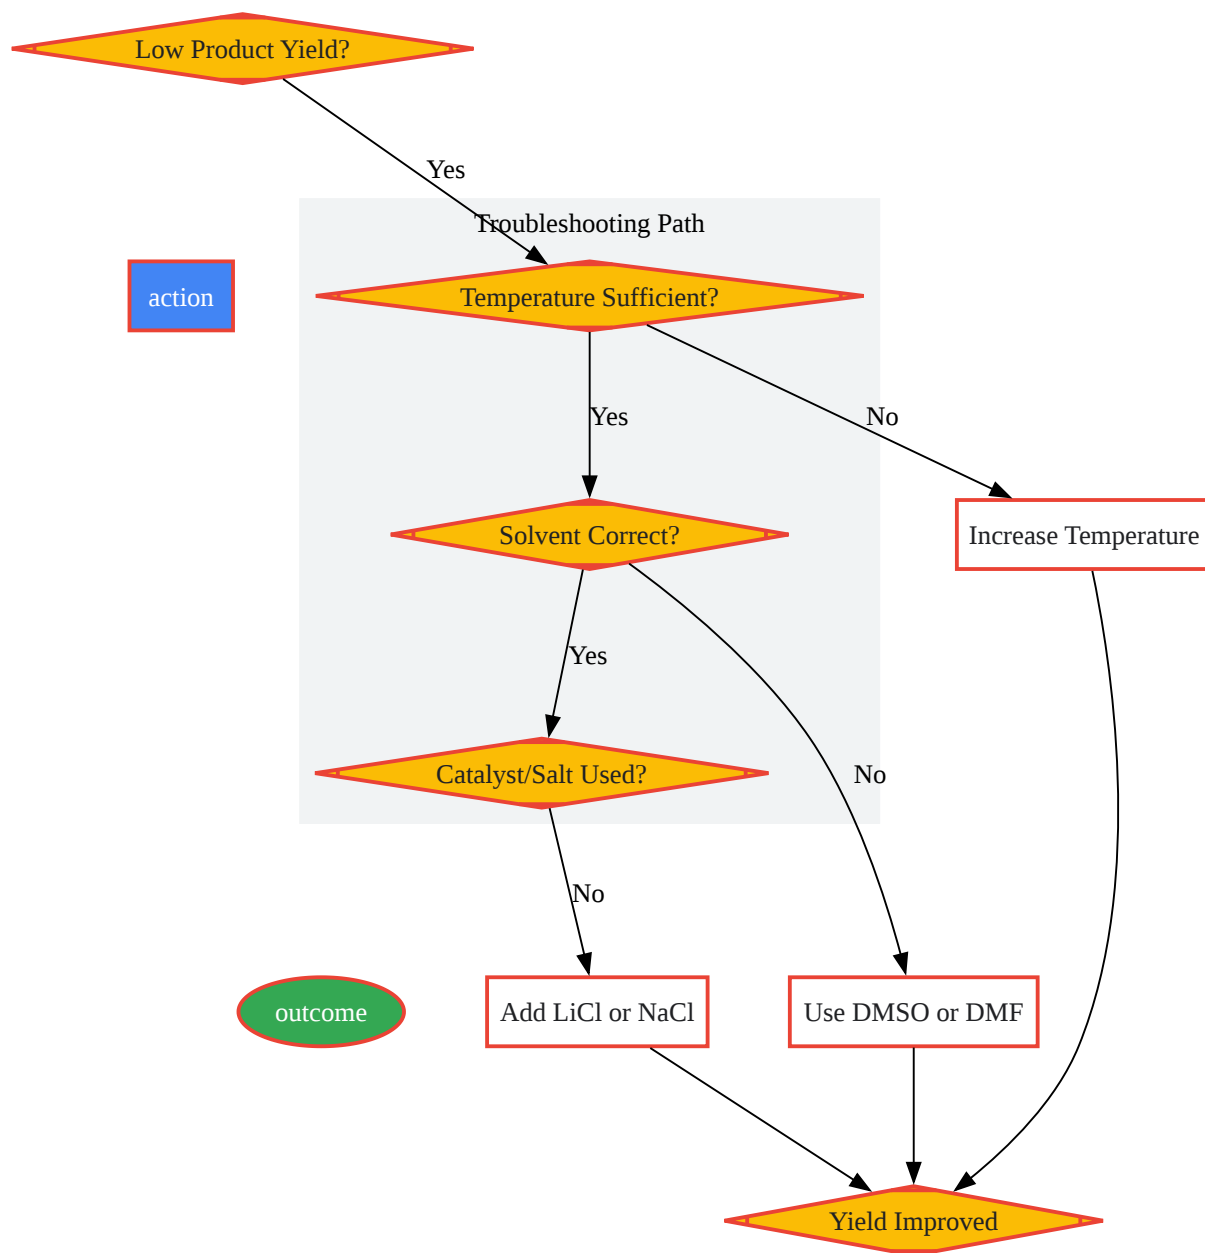 Low Product Yield?
Yes
Troubleshooting Path
action
Temperature Sufficient?
Yes
No
Solvent Correct?
Increase Temperature
Yes
Catalyst/Salt Used?
No
No
outcome
Add LiCl or NaCl
Use DMSO or DMF
Yield Improved